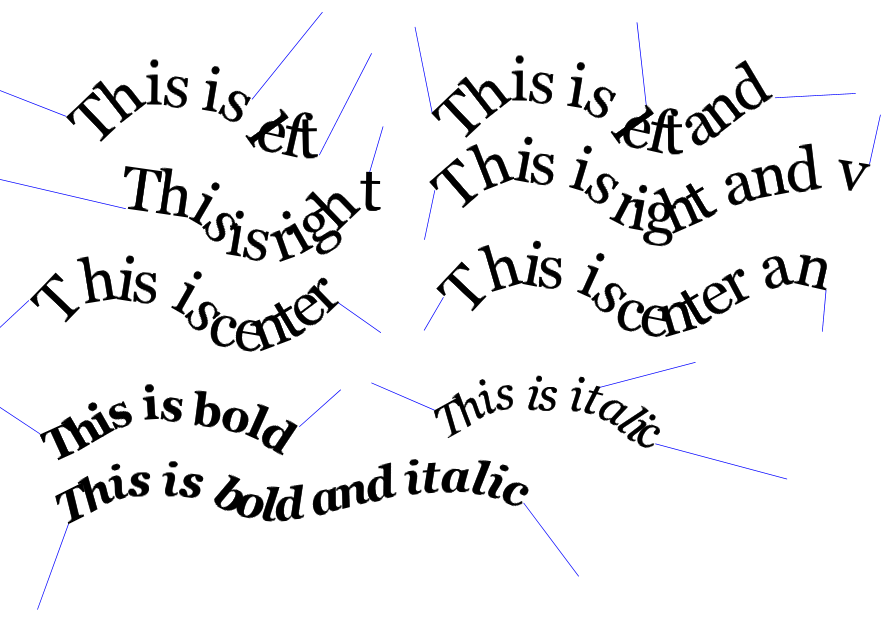 This is left
This is left and
This is right
This is right and v
This is center
This is center an
This is bold
This is italic
This is bold and italic